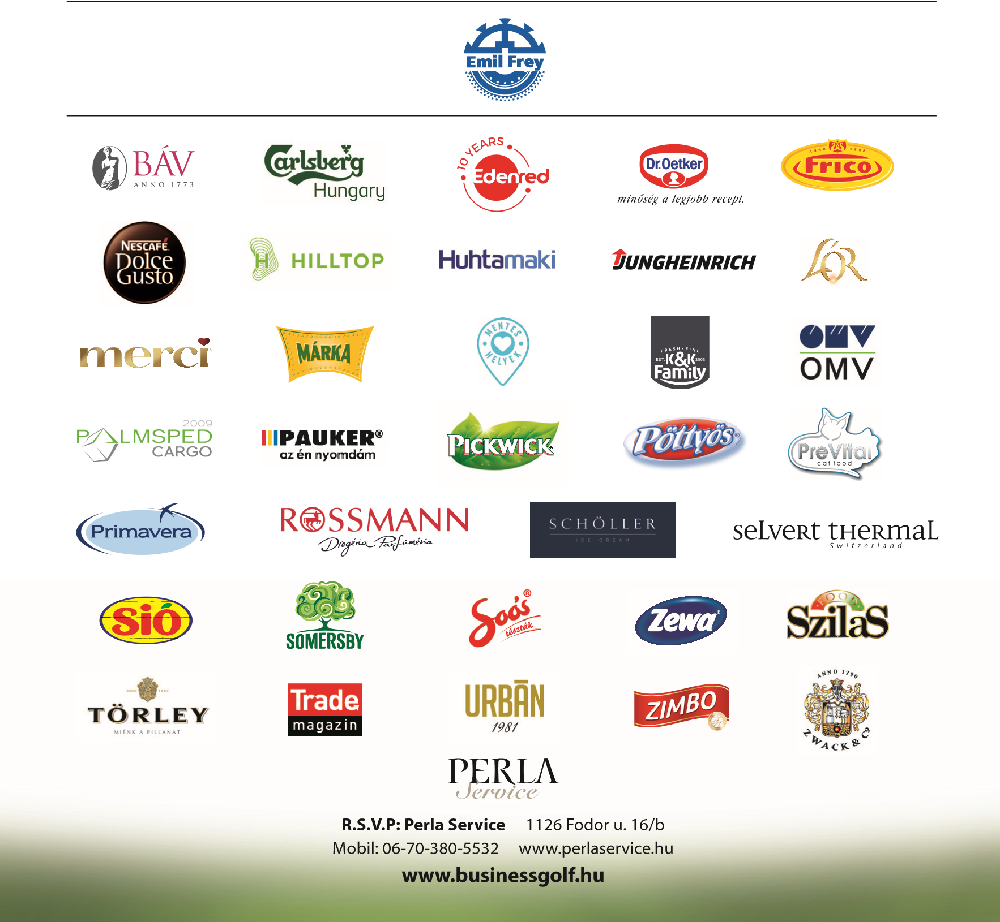 Emil Frey
BÁV
ANNO 1773
Carlsberg
Hungary
10 YEARS
Edenred
Dr.Oetker
minőség a legjobb recept.
ANNO 1898
Frico
NESCAFÉ
Dolce
Gusto
H HILLTOP
Huhtamaki
JUNGHEINRICH
L'OR
merci
MÁRKA
MENTES
HELYEK
FRESH • FINE
EST. K&K 2003
Family
OMV
OMV
2009
PALMSPED
CARGO
PAUKER®
az én nyomdám
PICKWICK®
Pöttyös®
PreVital
cat food
Primavera
ROSSMANN
Drogéria Parfüméria
SCHÖLLER
ICE CREAM
seLvert thermaL
Switzerland
Sió
SOMERSBY
Soós®
tészták
Zewa®
FOOD
SzilaS
ANNO 1882
TÖRLEY
MIÉNK A PILLANAT
Trade
magazin
URBĀN
1981
ZIMBO
ANNO 1790
ZWACK & Co
PERLA
Service
R.S.V.P: Perla Service 1126 Fodor u. 16/b
Mobil: 06-70-380-5532 www.perlaservice.hu
www.businessgolf.hu